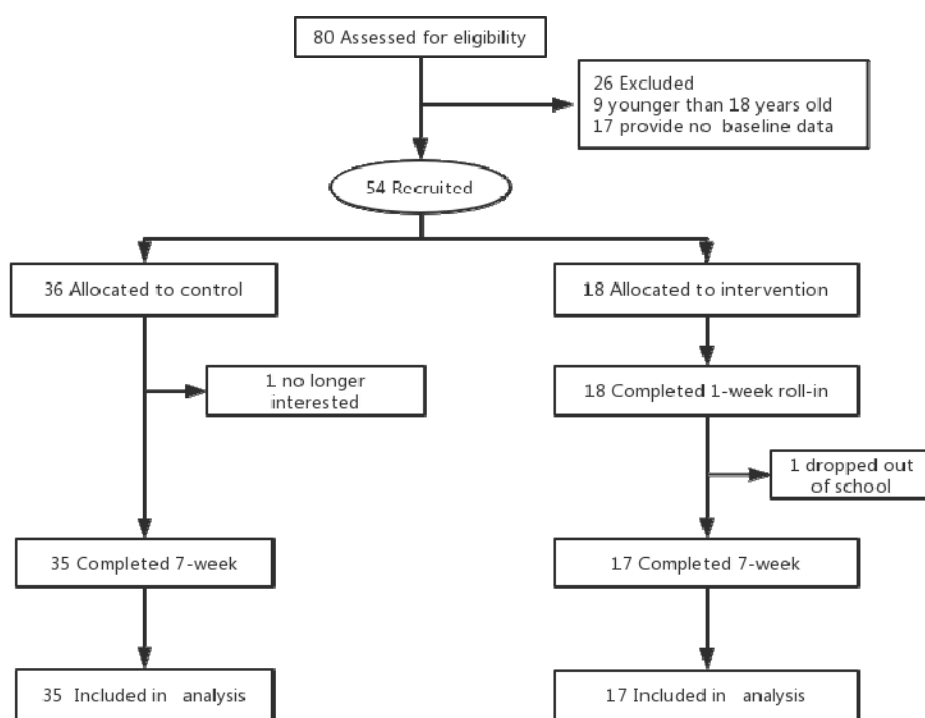 80 Assessed for eligibility
26 Excluded
9 younger than 18 years old
17 provide no baseline data
54 Recruited
36 Allocated to control
18 Allocated to intervention
1 no longer
interested
18 Completed 1-week roll-in
1 dropped out
of school
35 Completed 7-week
17 Completed 7-week
35 Included in analysis
17 Included in analysis